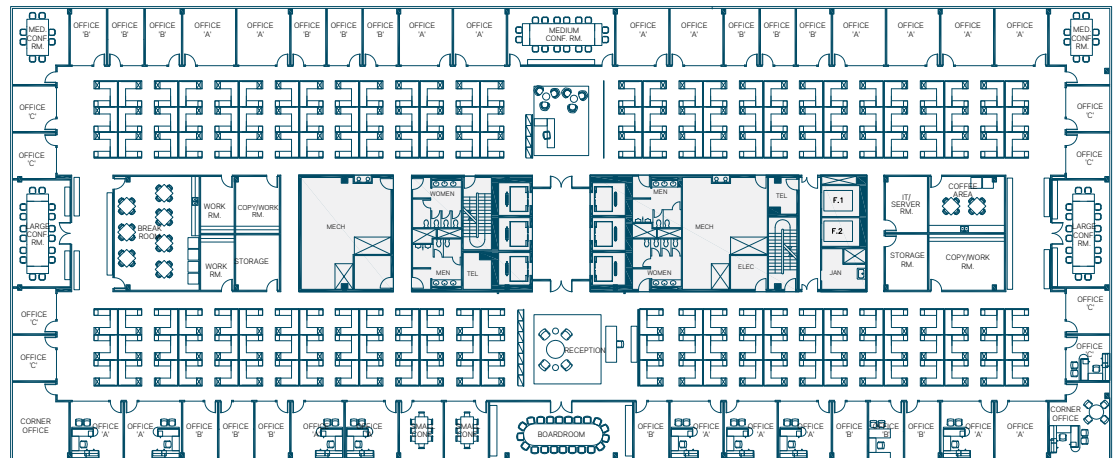 MED.
CONF.
RM.
OFFICE
'B'
OFFICE
'B'
OFFICE
'B'
OFFICE
'A'
OFFICE
'A'
OFFICE
'B'
OFFICE
'B'
OFFICE
'B'
OFFICE
'A'
OFFICE
'A'
MEDIUM
CONF. RM.
OFFICE
'A'
OFFICE
'A'
OFFICE
'B'
OFFICE
'B'
OFFICE
'B'
OFFICE
'A'
OFFICE
'A'
OFFICE
'A'
OFFICE
'A'
MED.
CONF.
RM.
OFFICE
'C'
OFFICE
'C'
OFFICE
'C'
OFFICE
'C'
LARGE
CONF.
RM.
BREAK
ROOM
WORK
RM.
COPY/WORK
RM.
WORK
RM.
STORAGE
MECH
WOMEN
MEN
TEL
MEN
WOMEN
MECH
ELEC
TEL
F.1
F.2
JAN
IT/
SERVER
RM.
COFFEE
AREA
STORAGE
RM.
COPY/WORK
RM.
LARGE
CONF.
RM.
OFFICE
'C'
OFFICE
'C'
OFFICE
'C'
OFFICE
'C'
RECEPTION
CORNER
OFFICE
OFFICE
'A'
OFFICE
'A'
OFFICE
'B'
OFFICE
'B'
OFFICE
'B'
OFFICE
'A'
OFFICE
'A'
BOARDROOM
OFFICE
'B'
OFFICE
'A'
OFFICE
'A'
OFFICE
'A'
OFFICE
'B'
OFFICE
'B'
OFFICE
'B'
OFFICE
'A'
OFFICE
'A'
CORNER
OFFICE